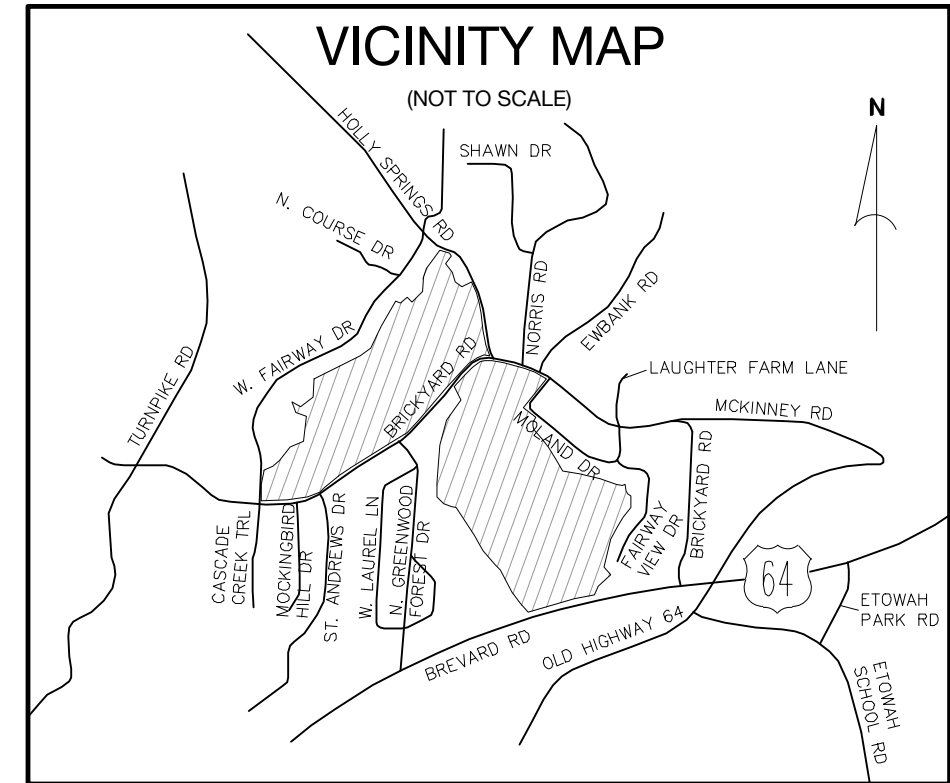 VICINITY MAP
(NOT TO SCALE)
N
HOLLY SPRINGS RD
SHAWN DR
N. COURSE DR
NORRIS RD
EWBANK RD
W. FAIRWAY DR
BRICKYARD RD
LAUGHTER FARM LANE
TURNPIKE RD
MCKINNEY RD
MOLAND DR
BRICKYARD RD
FAIRWAY
VIEW DR
CASCADE
CREEK TRL
MOCKINGBIRD
HILL DR
ST. ANDREWS DR
W. LAUREL LN
N. GREENWOOD
FOREST DR
64
ETOWAH
PARK RD
BREVARD RD
OLD HIGHWAY 64
ETOWAH
SCHOOL RD